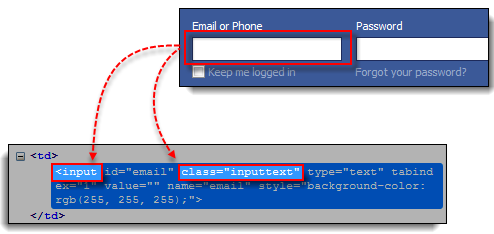 Email or Phone Password
Keep me logged in Forgot your password?
<td>
<input id="email" class="inputtext" type="text" tabind
ex="1" value="" name="email" style="background-color:
rgb(255, 255, 255);">
</td>